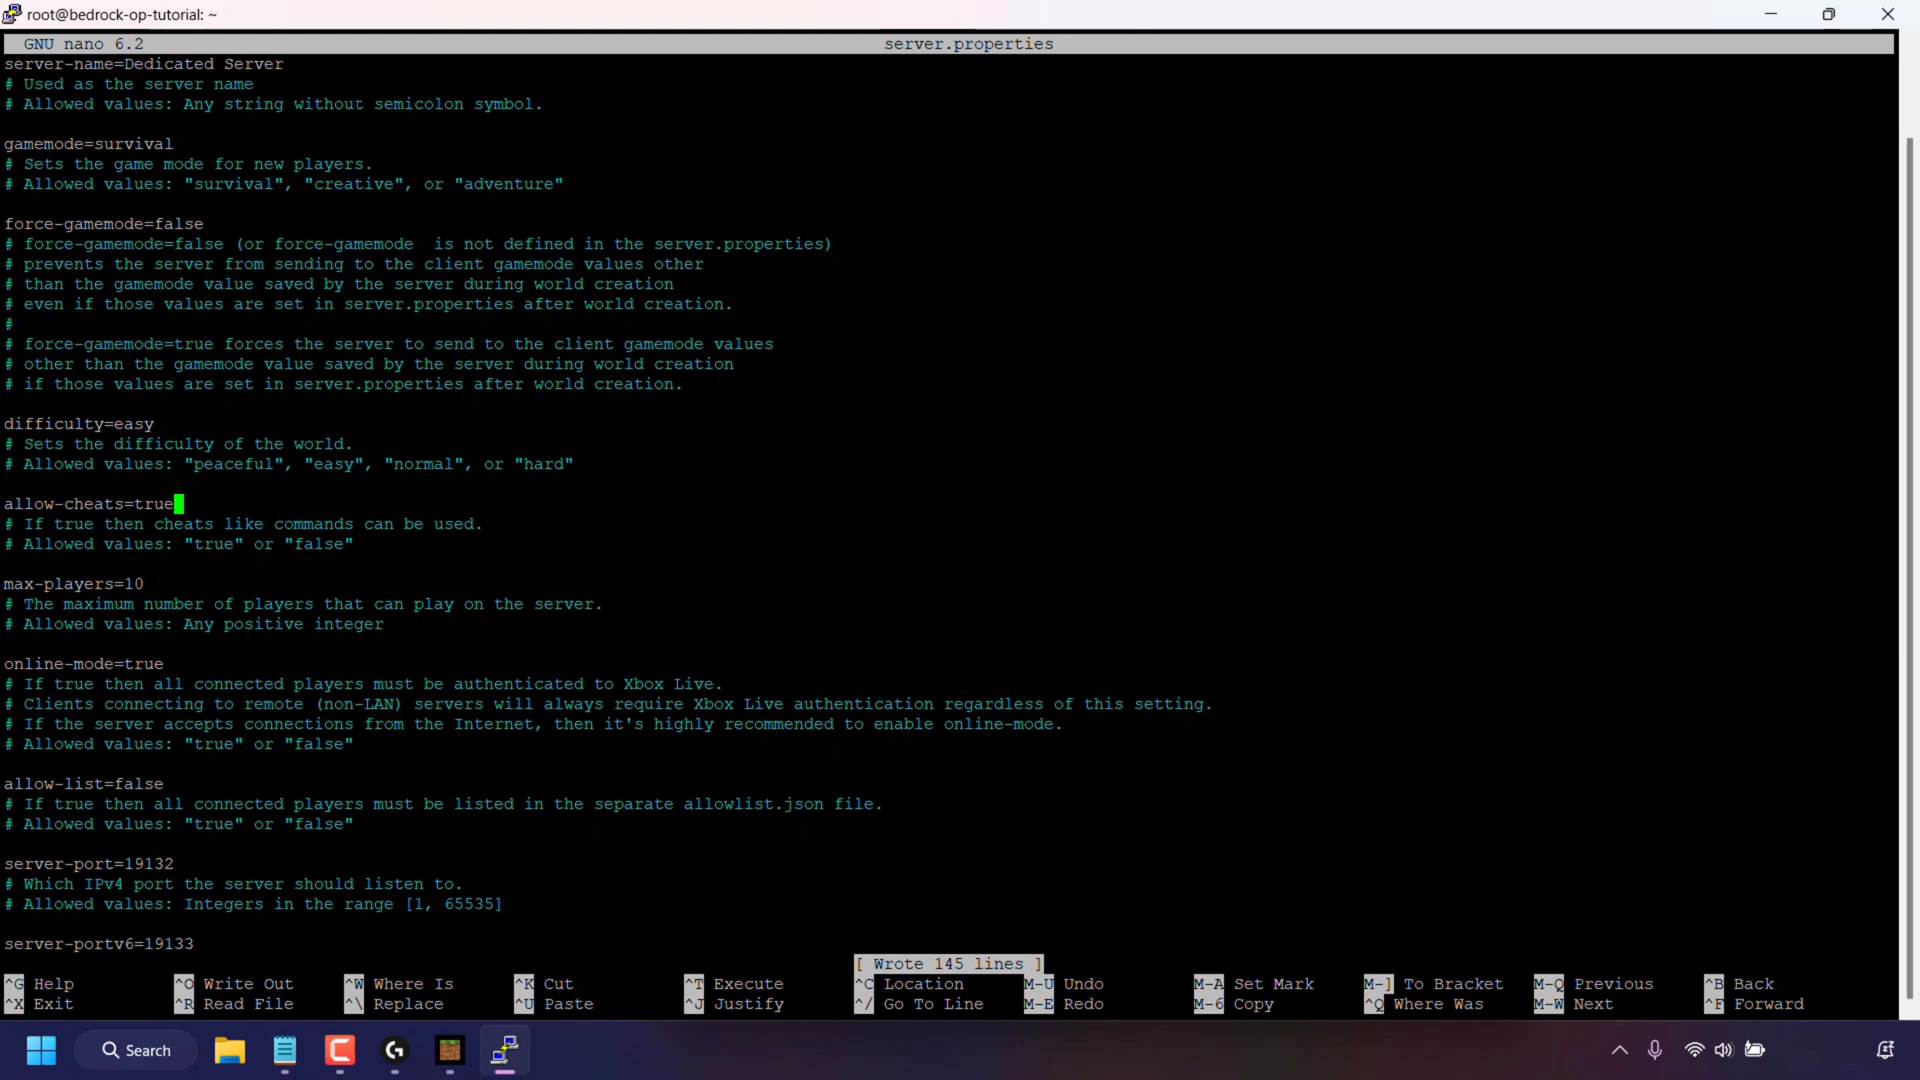 root@bedrock-op-tutorial: ~
GNU nano 6.2 server.properties
server-name=Dedicated Server
# Used as the server name
# Allowed values: Any string without semicolon symbol.
gamemode=survival
# Sets the game mode for new players.
# Allowed values: "survival", "creative", or "adventure"
force-gamemode=false
# force-gamemode=false (or force-gamemode  is not defined in the server.properties)
# prevents the server from sending to the client gamemode values other
# than the gamemode value saved by the server during world creation
# even if those values are set in server.properties after world creation.
#
# force-gamemode=true forces the server to send to the client gamemode values
# other than the gamemode value saved by the server during world creation
# if those values are set in server.properties after world creation.
difficulty=easy
# Sets the difficulty of the world.
# Allowed values: "peaceful", "easy", "normal", or "hard"
allow-cheats=true
# If true then cheats like commands can be used.
# Allowed values: "true" or "false"
max-players=10
# The maximum number of players that can play on the server.
# Allowed values: Any positive integer
online-mode=true
# If true then all connected players must be authenticated to Xbox Live.
# Clients connecting to remote (non-LAN) servers will always require Xbox Live authentication regardless of this setting.
# If the server accepts connections from the Internet, then it's highly recommended to enable online-mode.
# Allowed values: "true" or "false"
allow-list=false
# If true then all connected players must be listed in the separate allowlist.json file.
# Allowed values: "true" or "false"
server-port=19132
# Which IPv4 port the server should listen to.
# Allowed values: Integers in the range [1, 65535]
server-portv6=19133
[ Wrote 145 lines ]
^G Help ^O Write Out ^W Where Is ^K Cut ^T Execute ^C Location M-U Undo M-A Set Mark M-] To Bracket M-Q Previous ^B Back
^X Exit ^R Read File ^\ Replace ^U Paste ^J Justify ^/ Go To Line M-E Redo M-6 Copy ^Q Where Was M-W Next ^F Forward
Search